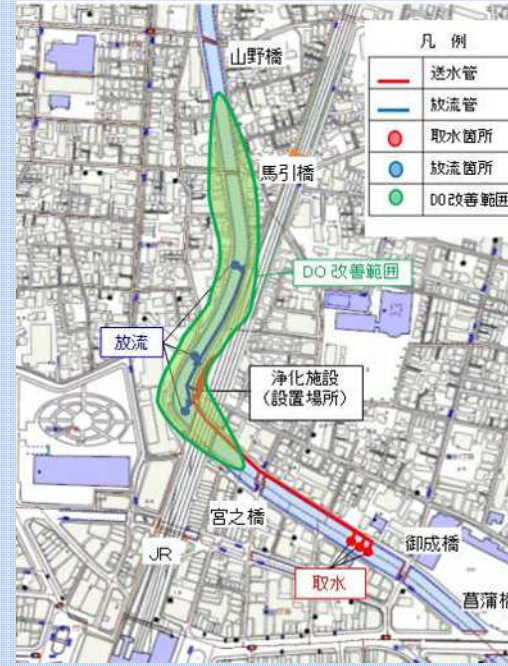 山野橋
凡 例
送水管
放流管
取水箇所
放流箇所
DO改善範囲
馬引橋
DO 改善範囲
放流
浄化施設
(設置場所)
宮之橋
御成橋
JR
取水
菖蒲橋